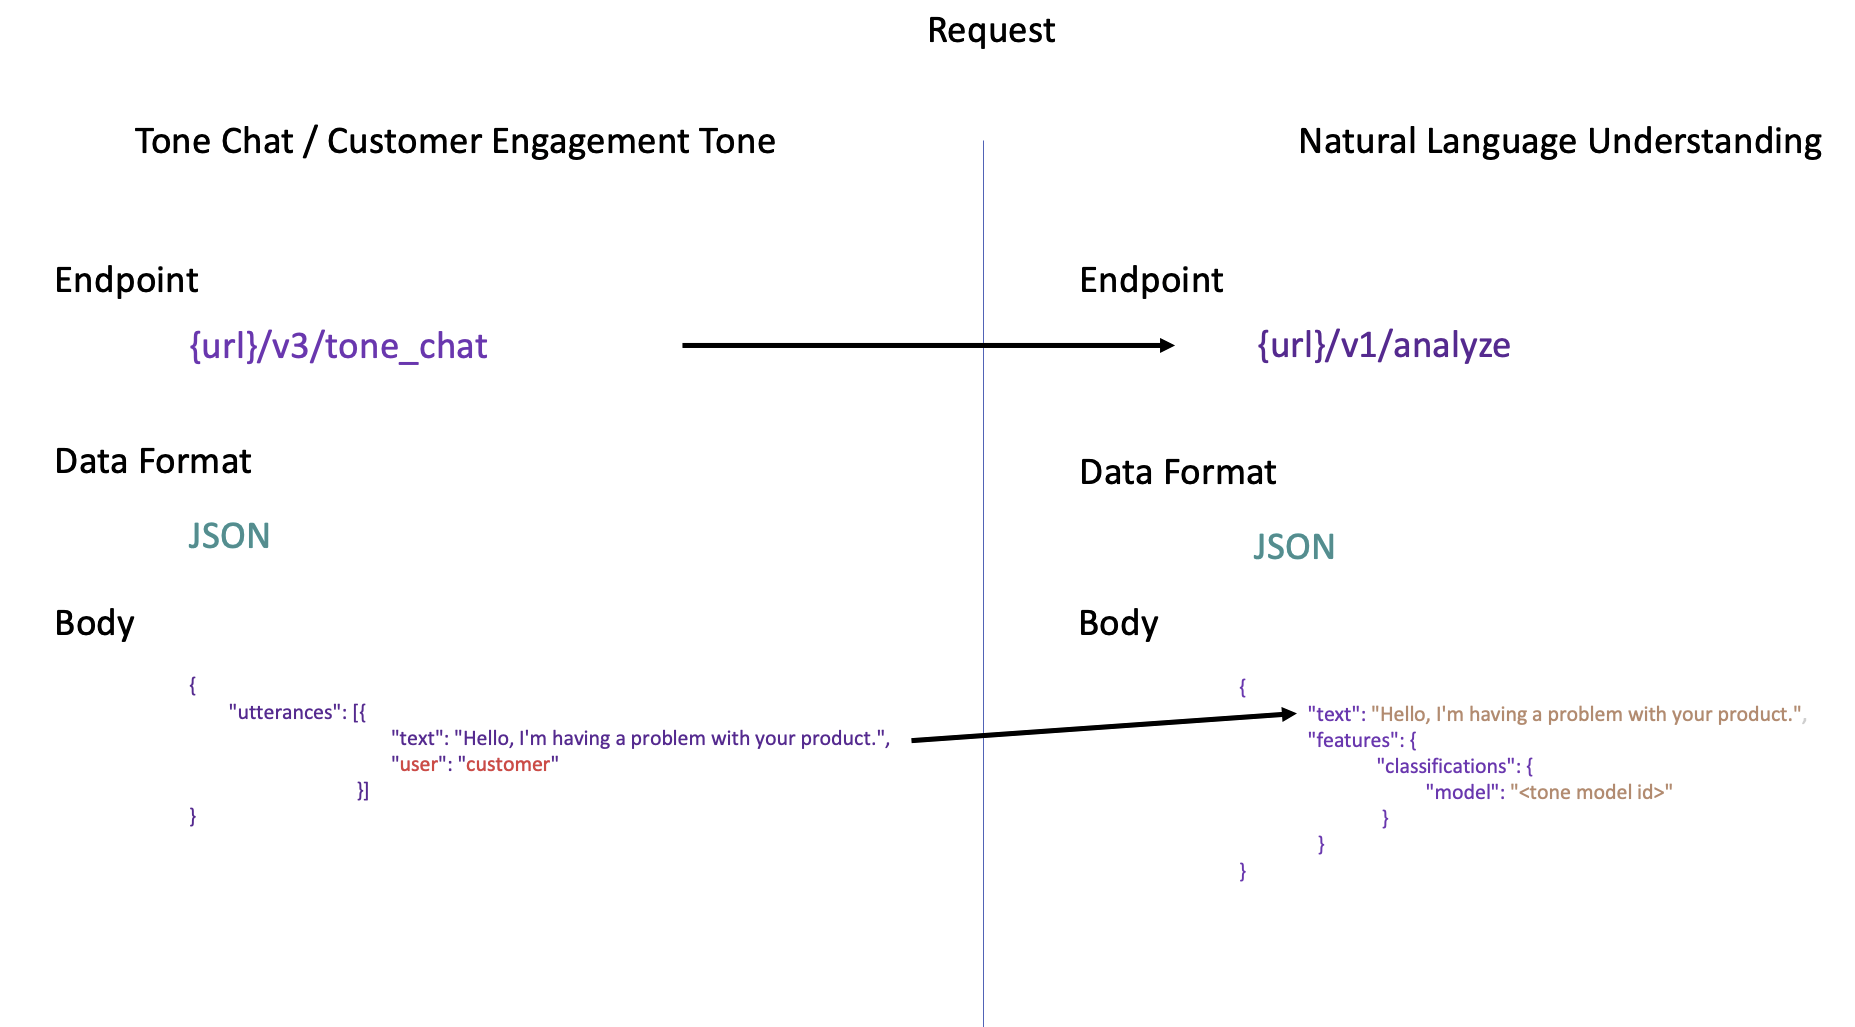 Request
Tone Chat / Customer Engagement Tone
Endpoint
{url}/v3/tone_chat
Data Format
JSON
Body
{
"utterances": [{
"text": "Hello, I'm having a problem with your product.",
"user": "customer"
}]
}
Natural Language Understanding
Endpoint
{url}/v1/analyze
Data Format
JSON
Body
{
"text": "Hello, I'm having a problem with your product.",
"features": {
"classifications": {
"model": "<tone model id>"
}
}
}